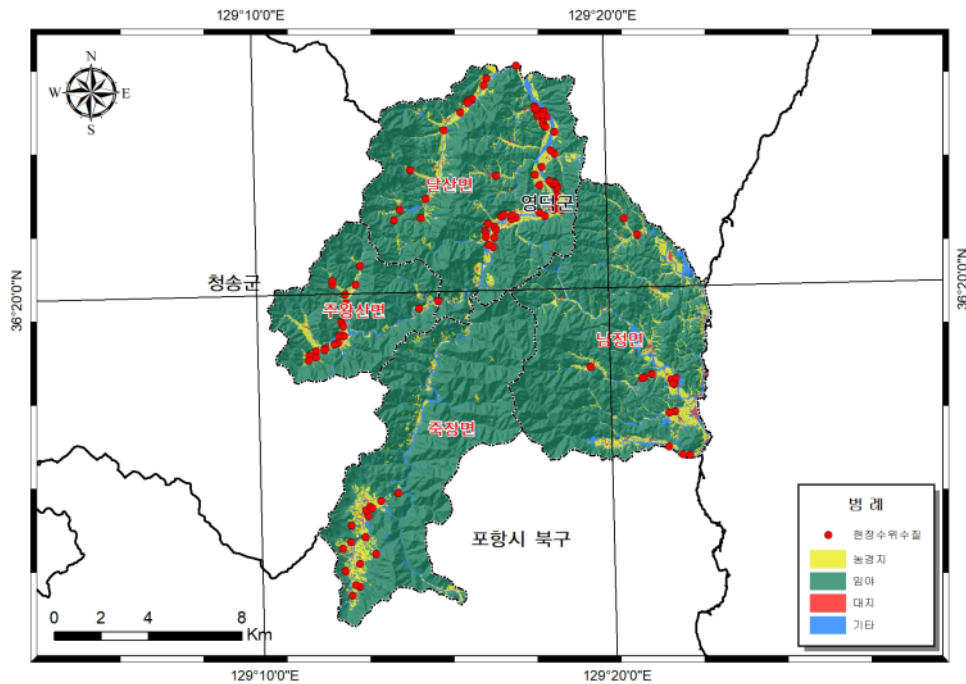 129°10'0"E
129°20'0"E
N
W
E
S
달산면
영덕군
36°20'0"N
청송군
36°20'0"N
주왕산면
남정면
죽장면
포항시 북구
범 례
현장수위수질
농경지
임야
대지
기타
0 2 4 8
Km
129°10'0"E
129°20'0"E